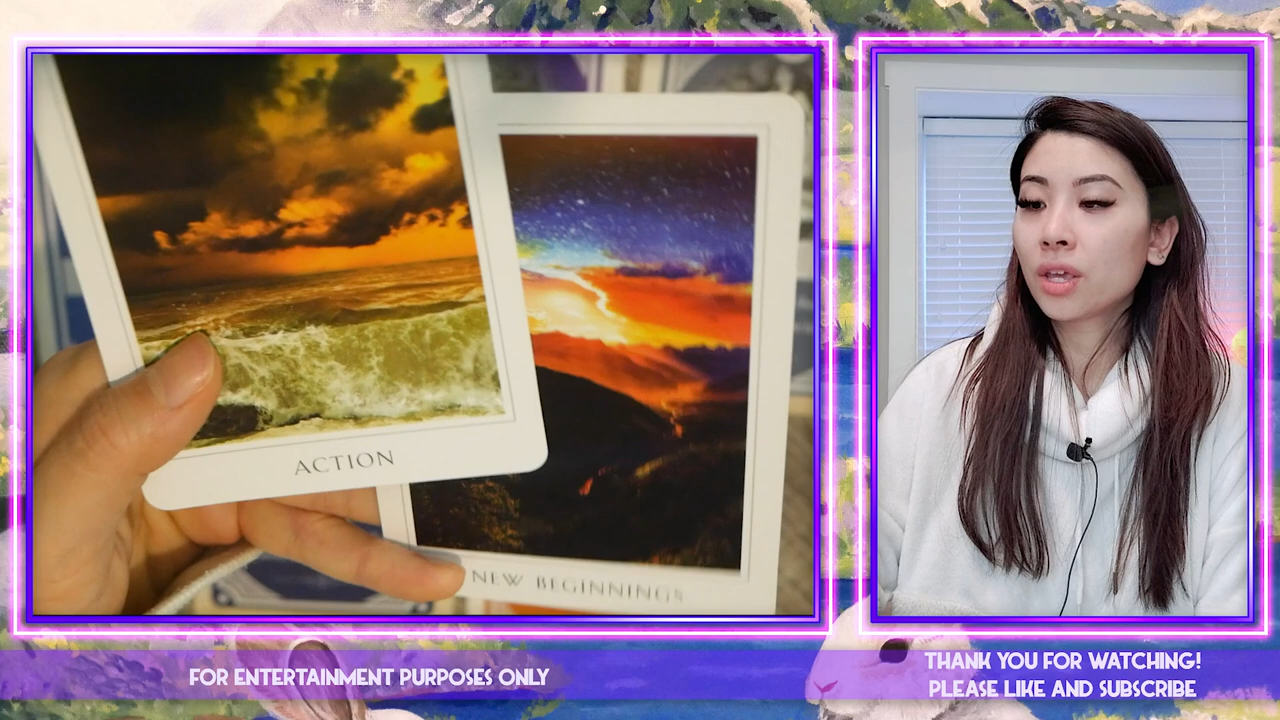 ACTION
NEW BEGINNINGS
FOR ENTERTAINMENT PURPOSES ONLY
THANK YOU FOR WATCHING!
PLEASE LIKE AND SUBSCRIBE